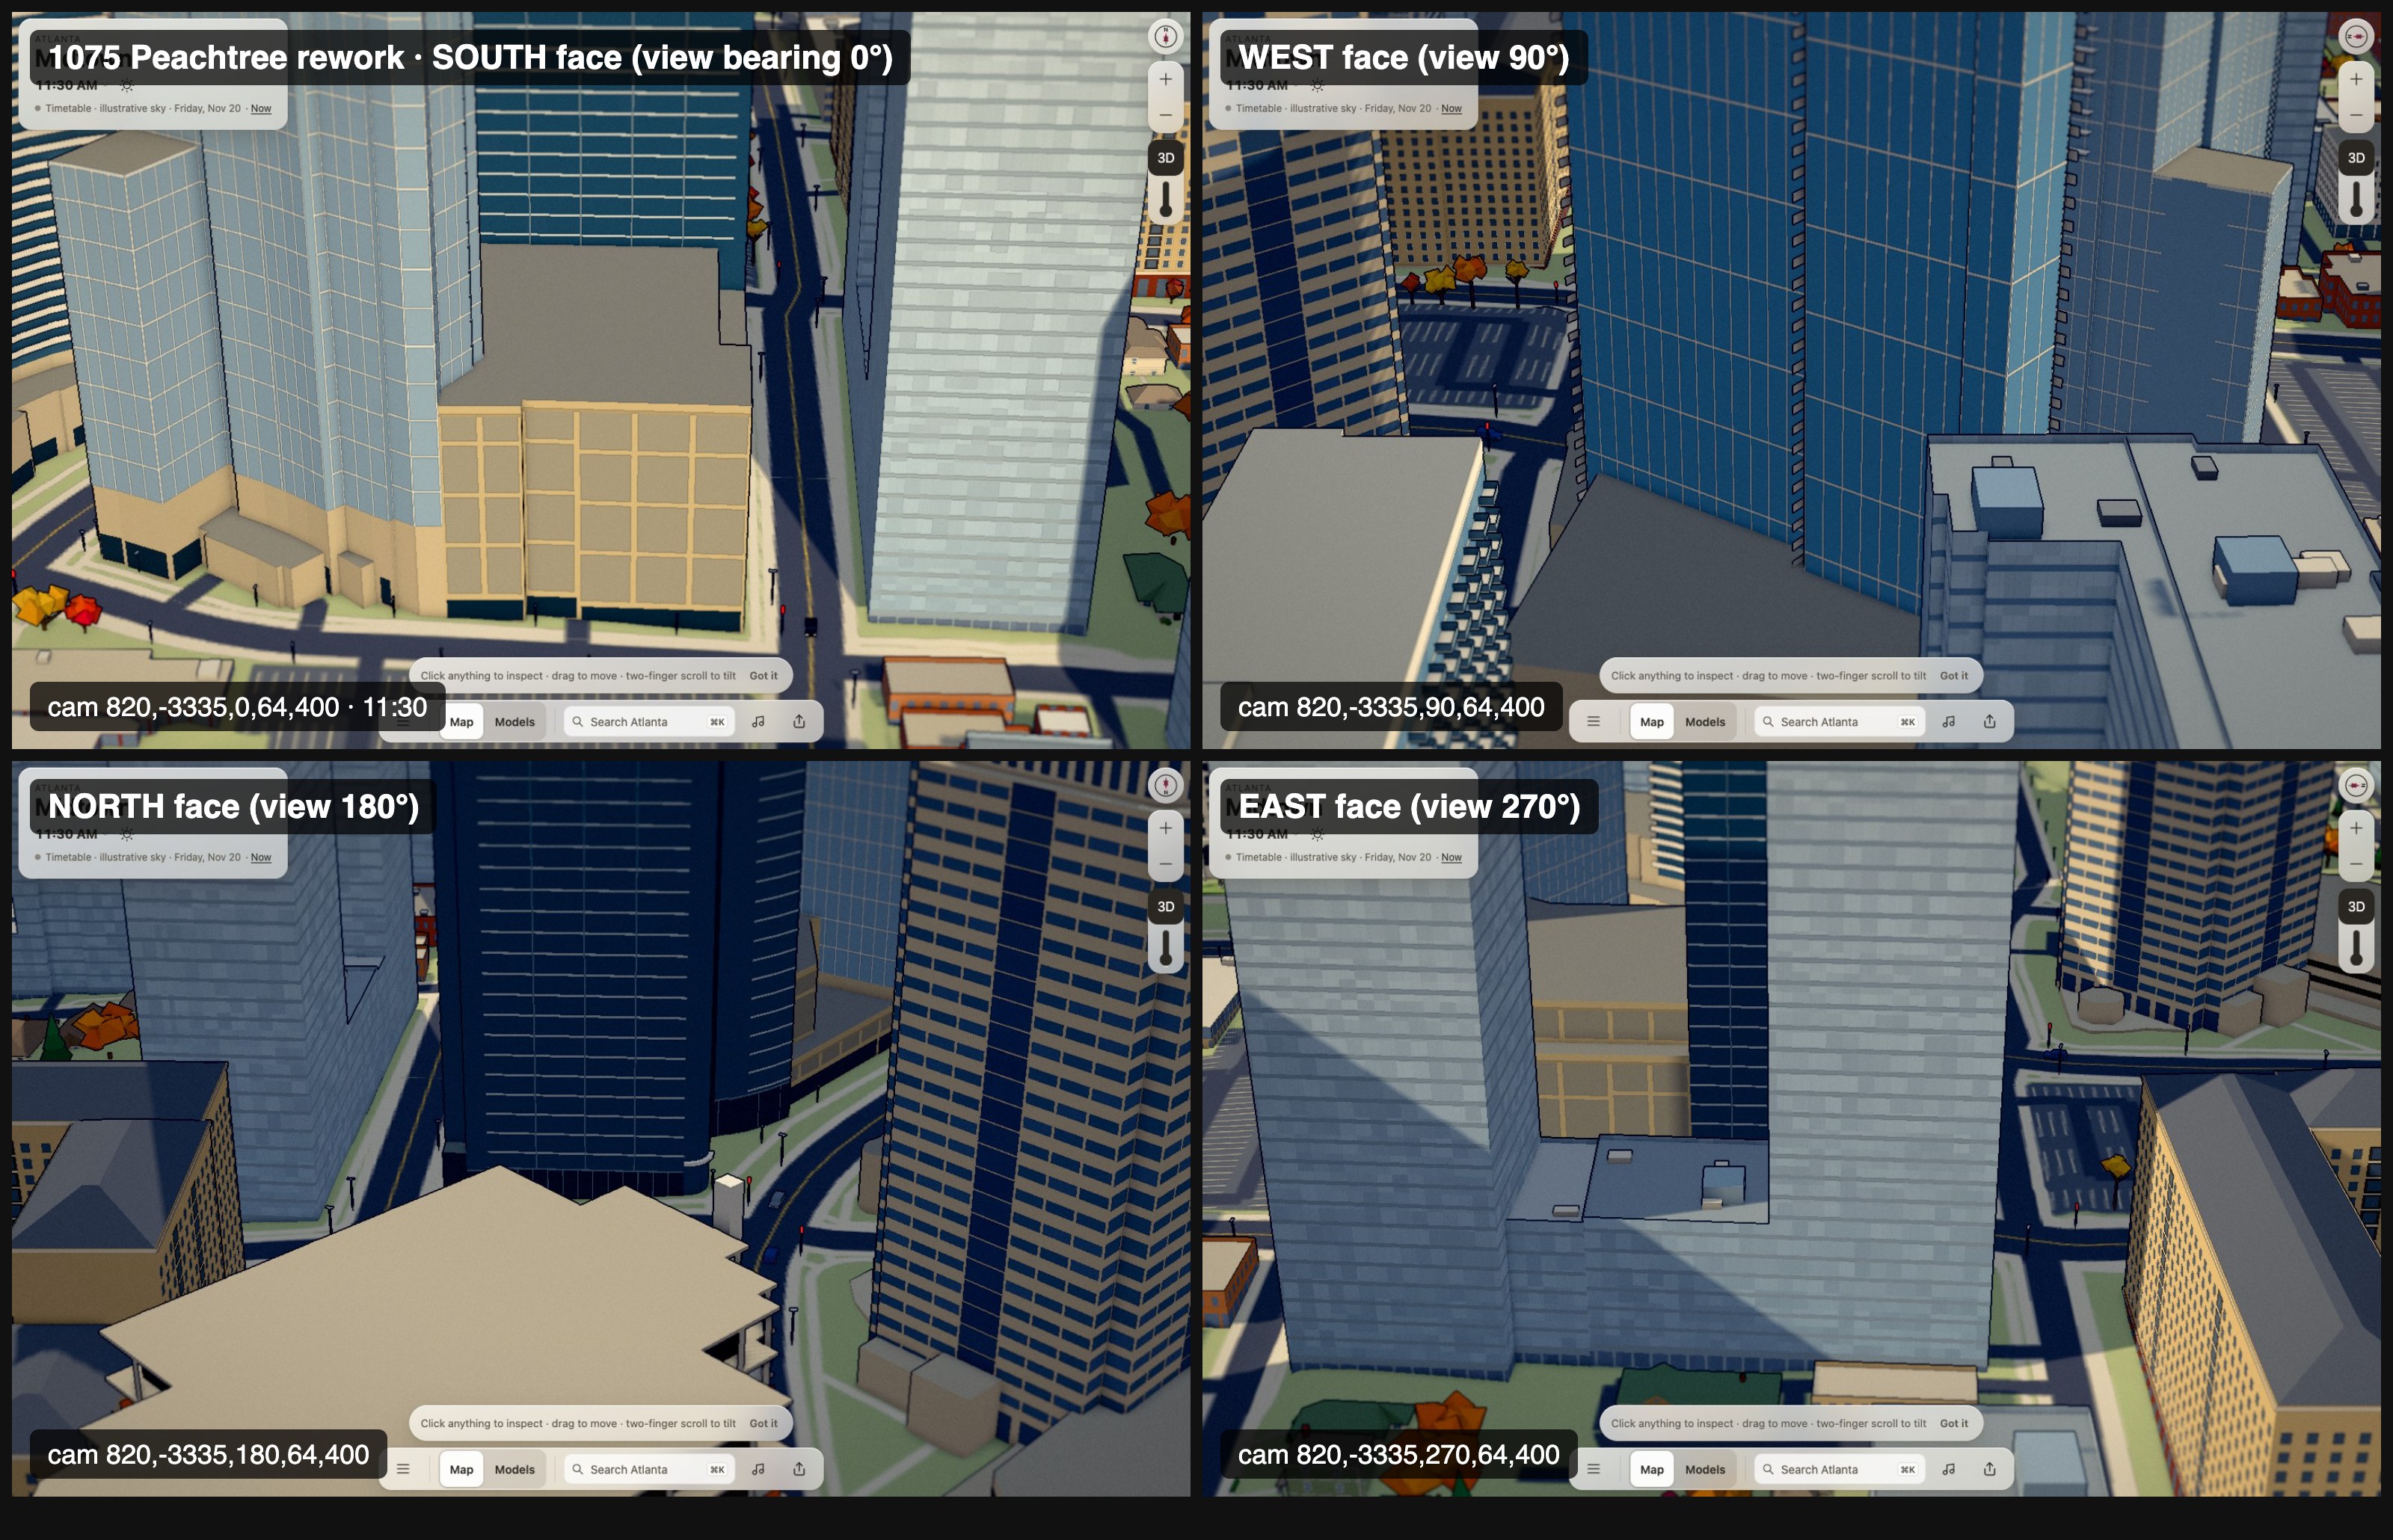 ATLANTA
1075 Peachtree rework · SOUTH face (view bearing 0°)
11:30 AM
Timetable · illustrative sky · Friday, Nov 20 · Now
N
+
−
3D
Click anything to inspect · drag to move · two-finger scroll to tilt Got it
cam 820,-3335,0,64,400 · 11:30
Map Models Search Atlanta ⌘K
ATLANTA
WEST face (view 90°)
11:30 AM
Timetable · illustrative sky · Friday, Nov 20 · Now
N
+
−
3D
Click anything to inspect · drag to move · two-finger scroll to tilt Got it
cam 820,-3335,90,64,400
Map Models Search Atlanta ⌘K
ATLANTA
NORTH face (view 180°)
11:30 AM
Timetable · illustrative sky · Friday, Nov 20 · Now
N
+
−
3D
Click anything to inspect · drag to move · two-finger scroll to tilt Got it
cam 820,-3335,180,64,400
Map Models Search Atlanta ⌘K
ATLANTA
EAST face (view 270°)
11:30 AM
Timetable · illustrative sky · Friday, Nov 20 · Now
N
+
−
3D
Click anything to inspect · drag to move · two-finger scroll to tilt Got it
cam 820,-3335,270,64,400
Map Models Search Atlanta ⌘K